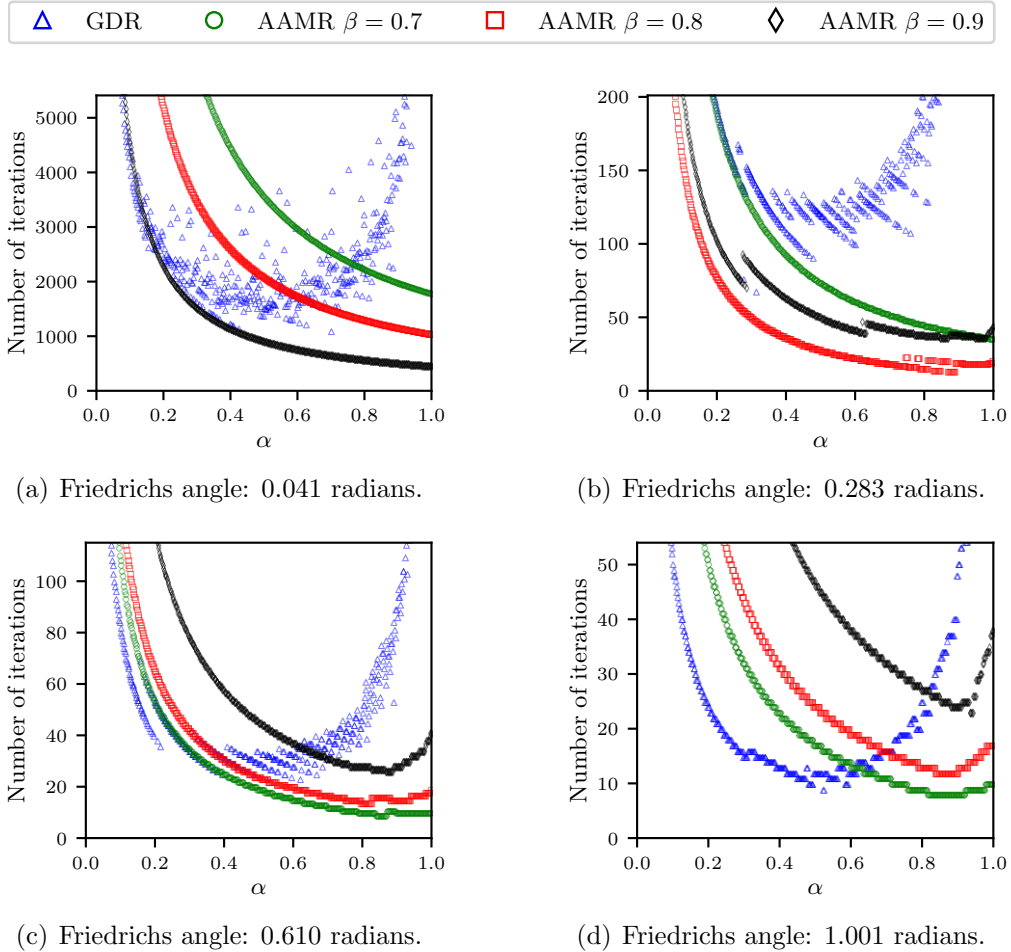 GDR AAMR β = 0.7 AAMR β = 0.8 AAMR β = 0.9
Number of iterations
5000
4000
3000
2000
1000
0
0.0 0.2 0.4 0.6 0.8 1.0
α
(a) Friedrichs angle: 0.041 radians.
Number of iterations
200
150
100
50
0
0.0 0.2 0.4 0.6 0.8 1.0
α
(b) Friedrichs angle: 0.283 radians.
Number of iterations
100
80
60
40
20
0
0.0 0.2 0.4 0.6 0.8 1.0
α
(c) Friedrichs angle: 0.610 radians.
Number of iterations
50
40
30
20
10
0
0.0 0.2 0.4 0.6 0.8 1.0
α
(d) Friedrichs angle: 1.001 radians.